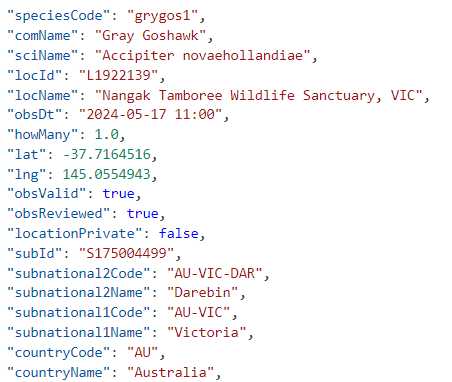 "speciesCode": "grygos1",
"comName": "Gray Goshawk",
"sciName": "Accipiter novaehollandiae",
"locId": "L1922139",
"locName": "Nangak Tamboree Wildlife Sanctuary, VIC",
"obsDt": "2024-05-17 11:00",
"howMany": 1.0,
"lat": -37.7164516,
"lng": 145.0554943,
"obsValid": true,
"obsReviewed": true,
"locationPrivate": false,
"subId": "S175004499",
"subnational2Code": "AU-VIC-DAR",
"subnational2Name": "Darebin",
"subnational1Code": "AU-VIC",
"subnational1Name": "Victoria",
"countryCode": "AU",
"countryName": "Australia",